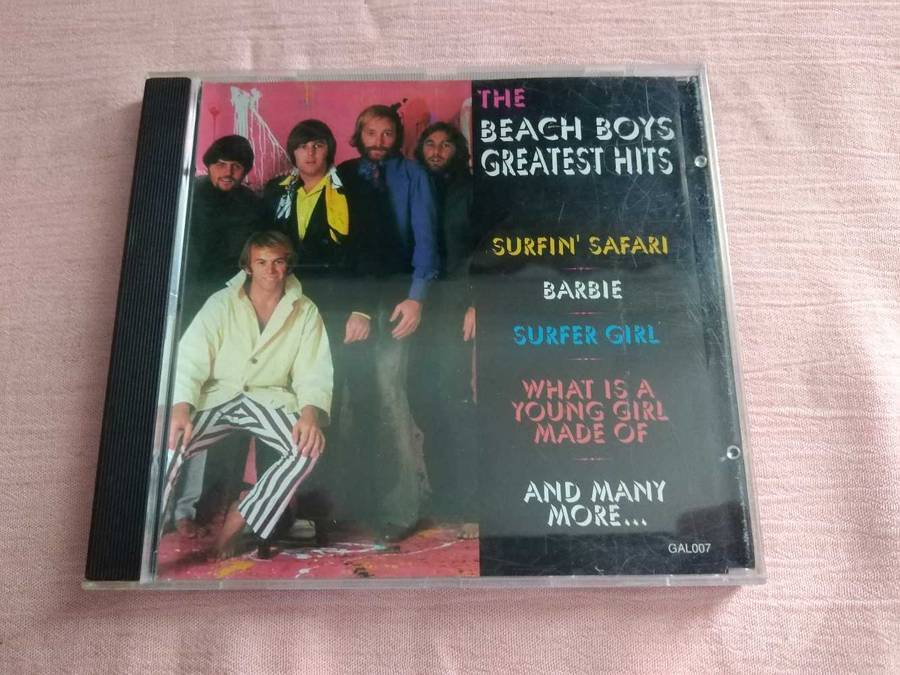 THE
BEACH BOYS
GREATEST HITS
SURFIN' SAFARI
BARBIE
SURFER GIRL
WHAT IS A
YOUNG GIRL
MADE OF
AND MANY
MORE...
GAL007